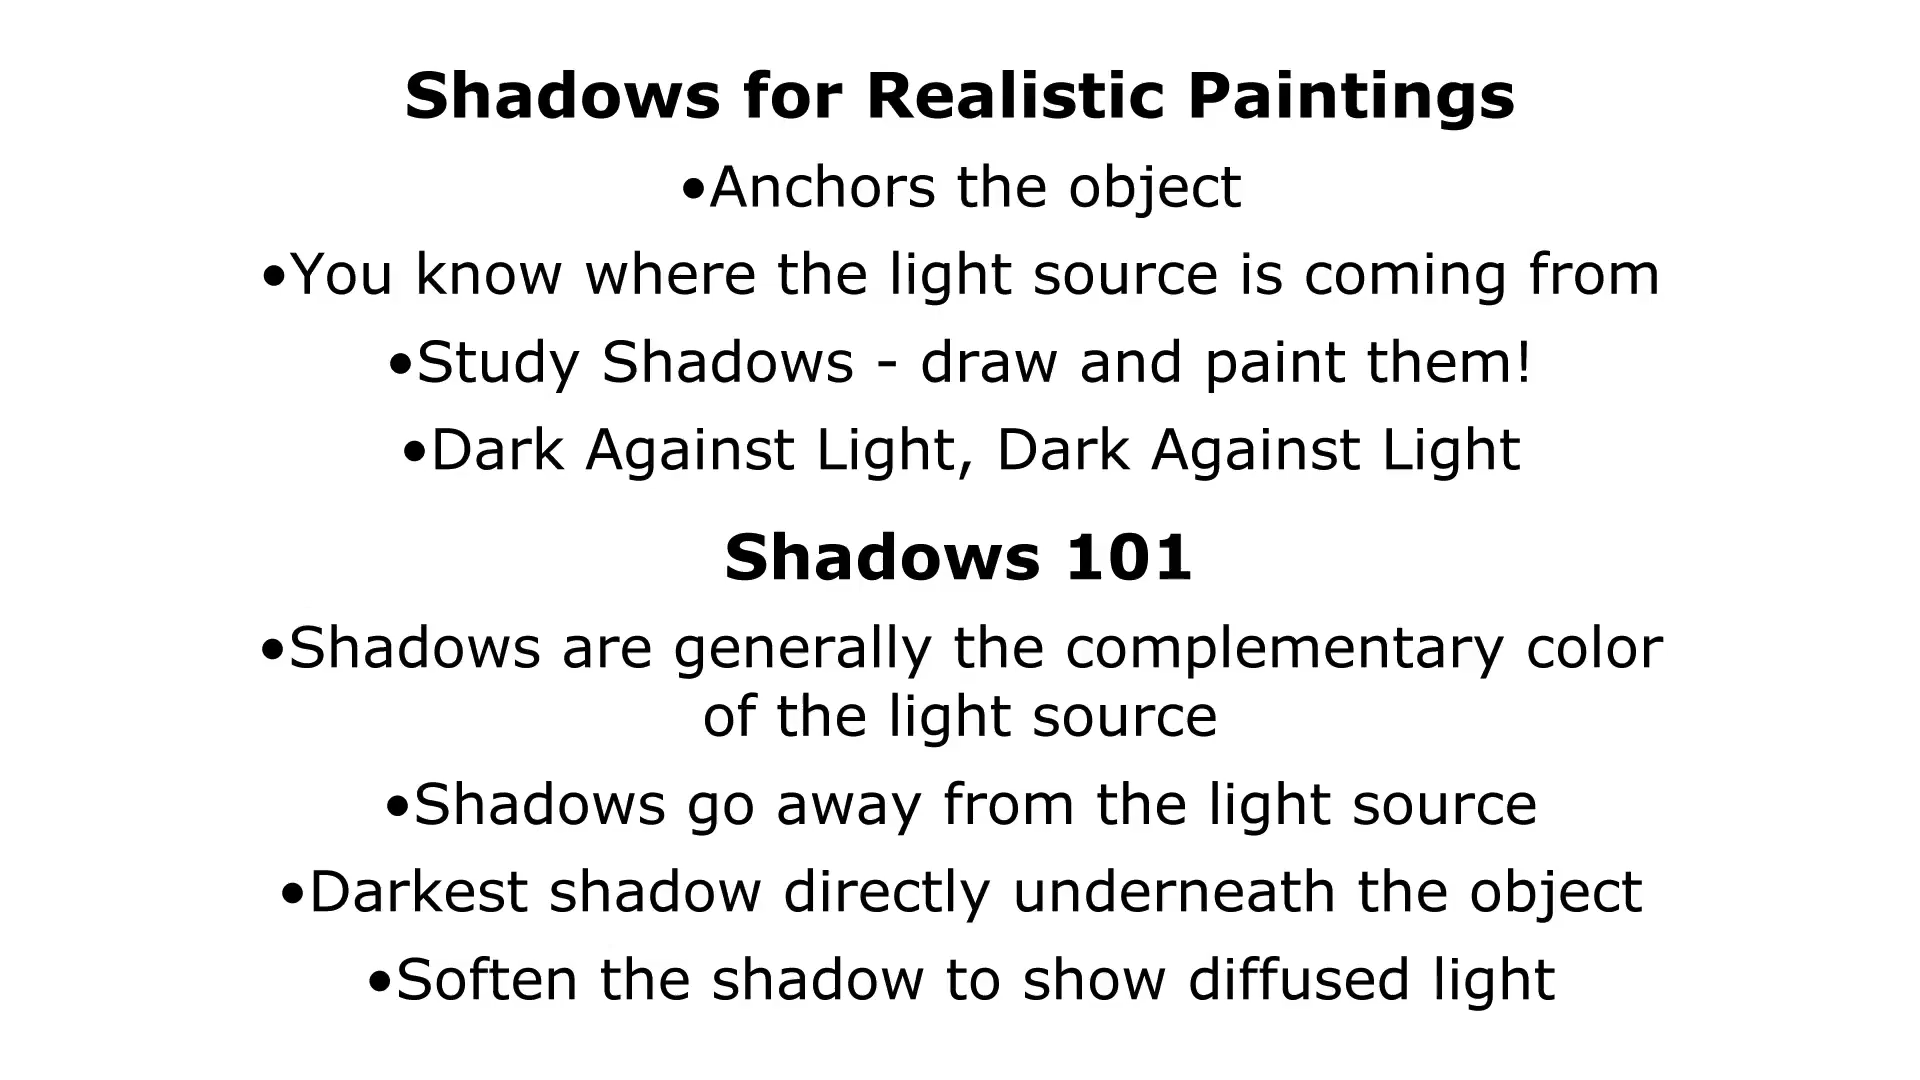 Shadows for Realistic Paintings
•Anchors the object
•You know where the light source is coming from
•Study Shadows - draw and paint them!
•Dark Against Light, Dark Against Light
Shadows 101
•Shadows are generally the complementary color
of the light source
•Shadows go away from the light source
•Darkest shadow directly underneath the object
•Soften the shadow to show diffused light